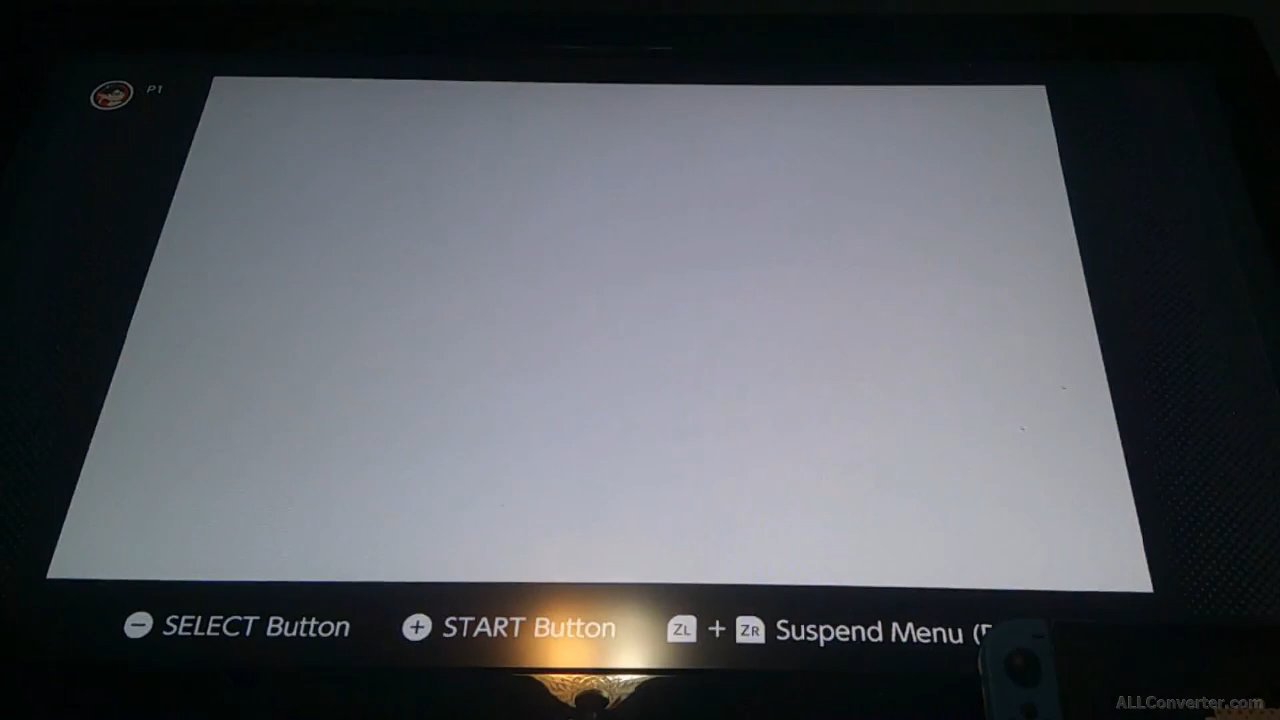 P1
SELECT Button START Button ZL + ZR Suspend Menu (
ALLConverter.com